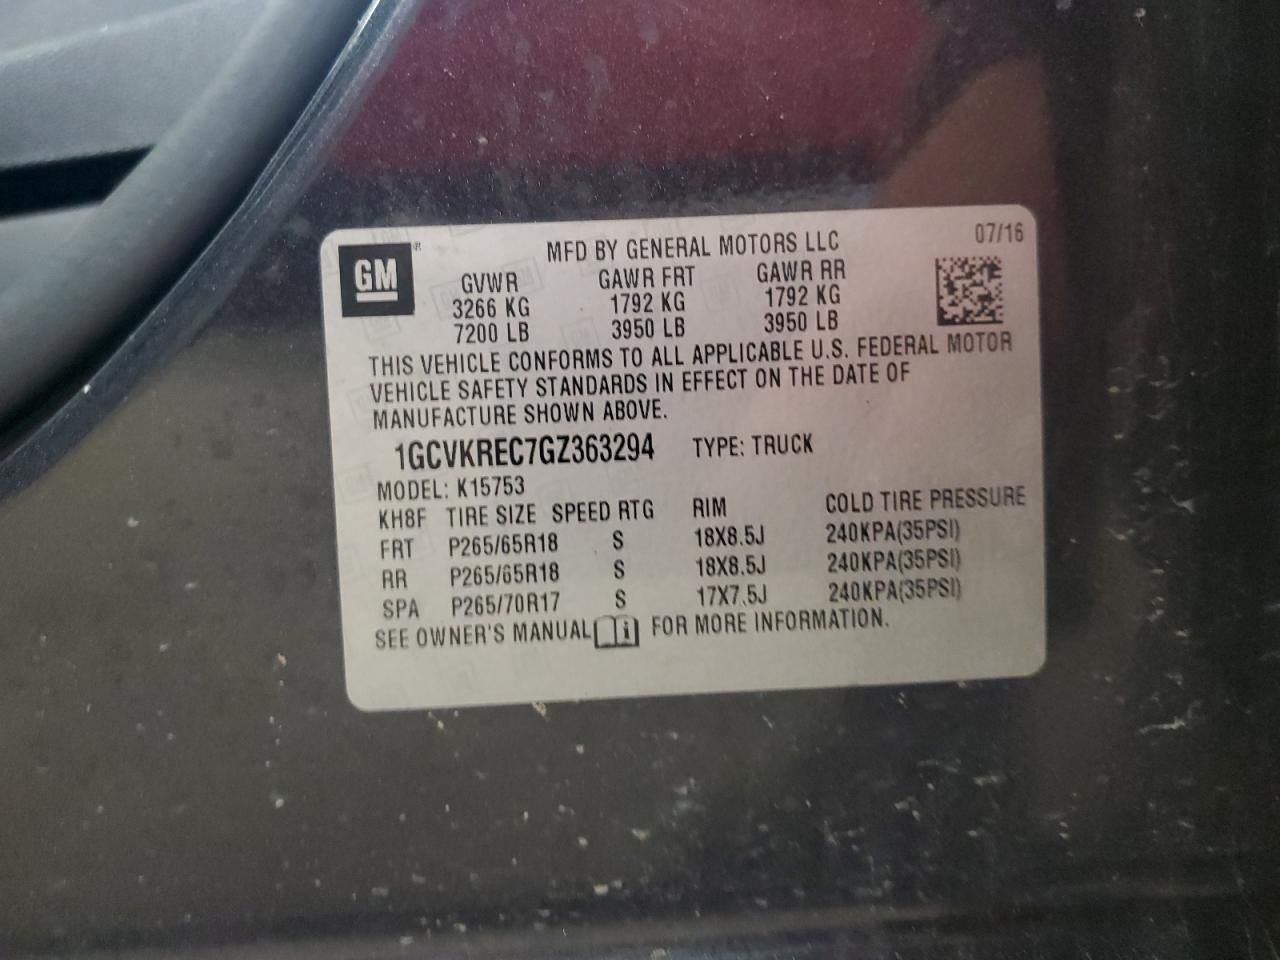 GM
MFD BY GENERAL MOTORS LLC 07/16
GVWR GAWR FRT GAWR RR
3266 KG 1792 KG 1792 KG
7200 LB 3950 LB 3950 LB
THIS VEHICLE CONFORMS TO ALL APPLICABLE U.S. FEDERAL MOTOR
VEHICLE SAFETY STANDARDS IN EFFECT ON THE DATE OF
MANUFACTURE SHOWN ABOVE.
1GCVKREC7GZ363294 TYPE: TRUCK
MODEL: K15753
KH8F TIRE SIZE SPEED RTG RIM COLD TIRE PRESSURE
FRT P265/65R18 S 18X8.5J 240KPA(35PSI)
RR P265/65R18 S 18X8.5J 240KPA(35PSI)
SPA P265/70R17 S 17X7.5J 240KPA(35PSI)
SEE OWNER'S MANUAL i FOR MORE INFORMATION.